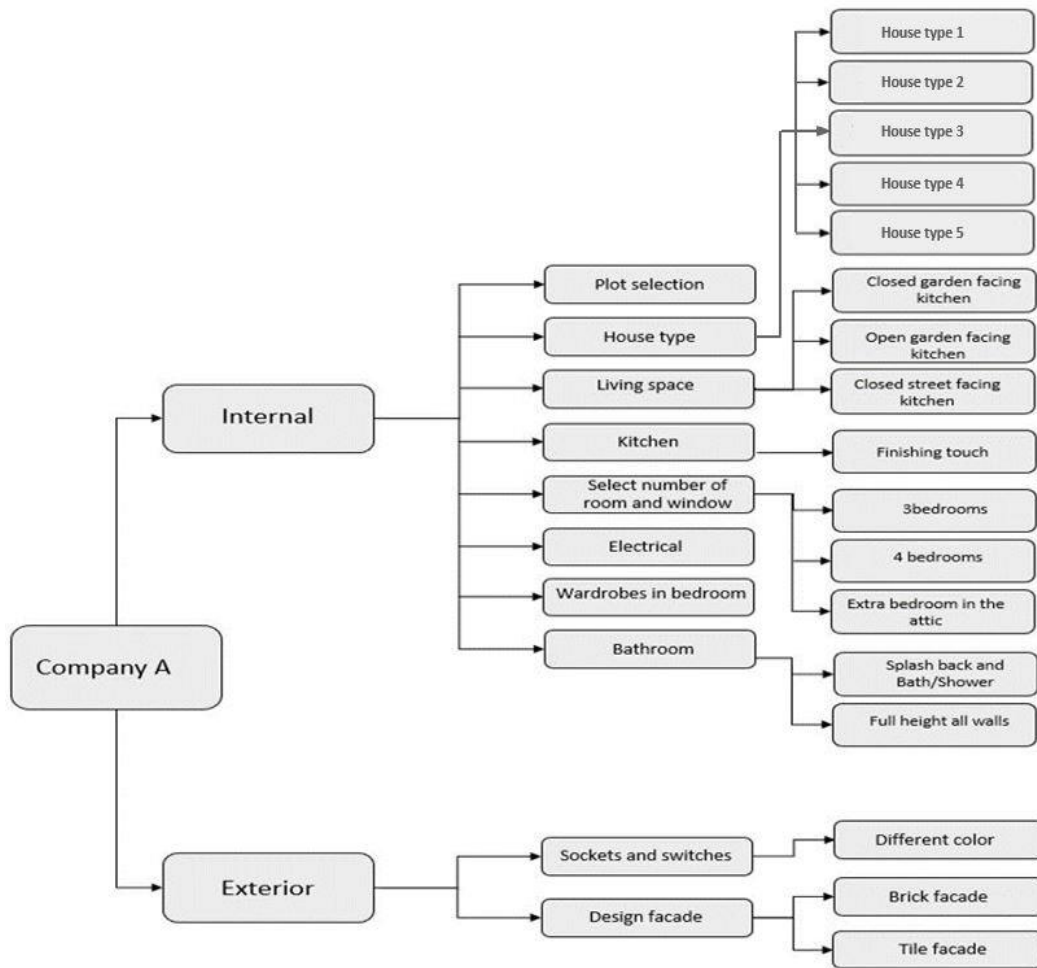 House type 1
House type 2
House type 3
House type 4
House type 5
Plot selection
House type
Living space
Kitchen
Select number of
room and window
Electrical
Wardrobes in bedroom
Bathroom
Closed garden facing
kitchen
Open garden facing
kitchen
Closed street facing
kitchen
Finishing touch
3bedrooms
4 bedrooms
Extra bedroom in the
attic
Splash back and
Bath/Shower
Full height all walls
Internal
Company A
Exterior
Sockets and switches
Design facade
Different color
Brick facade
Tile facade